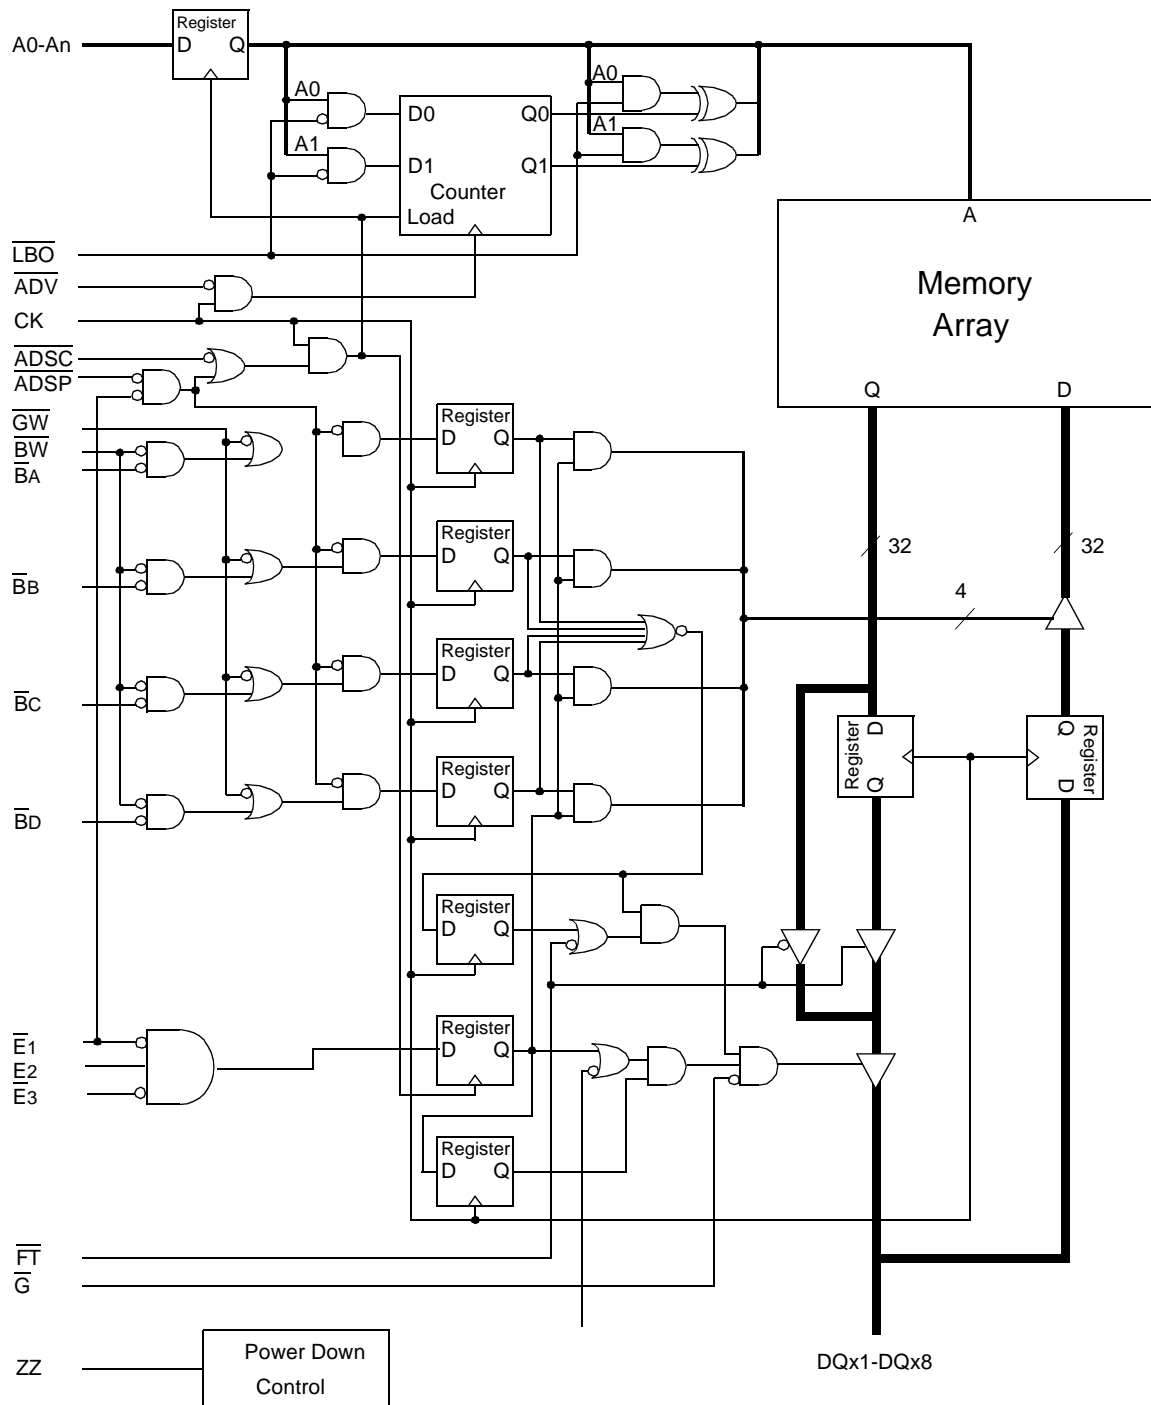 Register
A0-An
D Q
A0
A0
D0 Q0
A1
A1
D1 Q1
Counter
Load
A
LBO
ADV
Memory
CK
Array
ADSC
ADSP
Q D
GW
Register
BW
D Q
BA
Register
D Q
32 32
BB
4
Register
D Q
BC
Register
D
Q
Q
D
Register
Register
D Q
BD
Register
D Q
Register
E1
D Q
E2
E3
Register
D Q
FT
G
Power Down
ZZ
Control
DQx1-DQx8